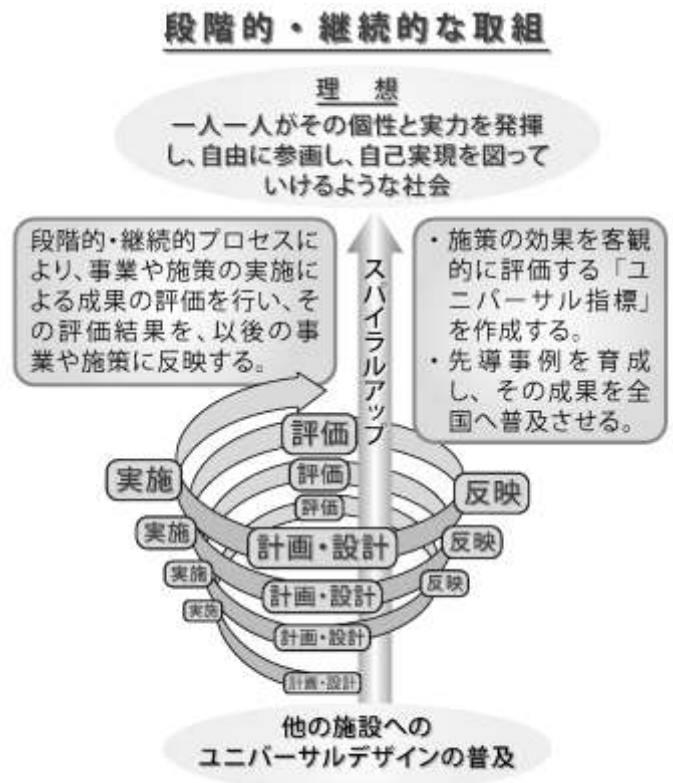 段階的・継続的な取組
理 想
一人一人がその個性と実力を発揮
し、自由に参画し、自己実現を図って
いけるような社会
段階的・継続的プロセスに
より、事業や施策の実施に
よる成果の評価を行い、そ
の評価結果を、以後の事
業や施策に反映する。
・施策の効果を客観
的に評価する「ユ
ニバーサル指標」
を作成する。
・先導事例を育成
し、その成果を全
国へ普及させる。
スパイラルアップ
評価
実施
評価
反映
評価
実施
計画・設計
反映
実施
計画・設計
反映
実施
計画・設計
計画・設計
他の施設への
ユニバーサルデザインの普及